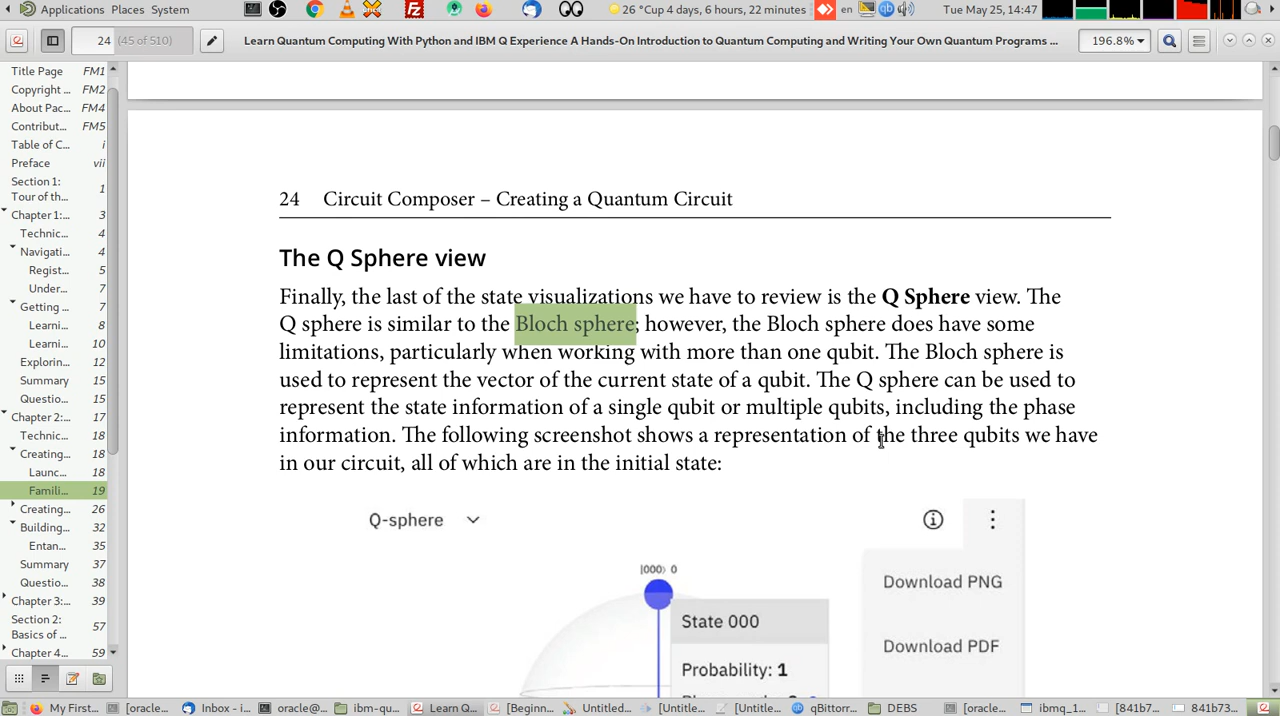 Applications Places System
26 °C
up 4 days, 6 hours, 22 minutes
en
qb
Tue May 25, 14:47
24
(45 of 510)
Learn Quantum Computing With Python and IBM Q Experience A Hands-On Introduction to Quantum Computing and Writing Your Own Quantum Programs ...
196.8%
Title Page FM1
Copyright ... FM2
About Pac... FM4
Contribut... FM5
Table of C... i
Preface vii
Section 1: 1
Tour of th...
Chapter 1:... 3
Technic... 4
Navigati... 4
Regist... 5
Under... 7
Getting ... 7
Learni... 8
Learni... 10
Explorin... 12
Summary 15
Questio... 15
Chapter 2:... 17
Technic... 18
Creating... 18
Launc... 18
Famili... 19
Creating... 26
Building... 32
Entan... 35
Summary 37
Questio... 38
Chapter 3:... 39
Section 2: 57
Basics of ...
Chapter 4... 59
24 Circuit Composer – Creating a Quantum Circuit
The Q Sphere view
Finally, the last of the state visualizations we have to review is the Q Sphere view. The
Q sphere is similar to the Bloch sphere; however, the Bloch sphere does have some
limitations, particularly when working with more than one qubit. The Bloch sphere is
used to represent the vector of the current state of a qubit. The Q sphere can be used to
represent the state information of a single qubit or multiple qubits, including the phase
information. The following screenshot shows a representation of the three qubits we have
in our circuit, all of which are in the initial state:
Q-sphere
|000⟩ 0
State 000
Probability: 1
Download PNG
Download PDF
My First...
[oracle...
Inbox - i...
oracle@...
ibm-qu...
Learn Q...
[Beginn...
Untitled...
[Untitle...
[Untitle...
qBittorr...
DEBS
[oracle...
ibmq_1...
[841b7...
841b73...